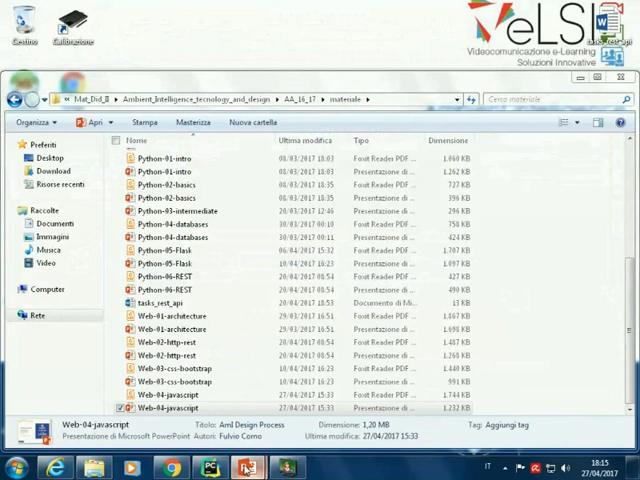 VeLSI
Videocomunicazione e-Learning
Soluzioni Innovative
Cestino
Calibrazione
tasks_rest_api
« Mat_Did_II ▸ Ambient_Intelligence_tecnology_and_design ▸ AA_16_17 ▸ materiale ▸
Cerca materiale
Organizza
Apri
Stampa
Masterizza
Nuova cartella
Preferiti
Desktop
Download
Risorse recenti
Raccolte
Documenti
Immagini
Musica
Video
Computer
Rete
Nome Ultima modifica Tipo Dimensione
Python-01-intro 08/03/2017 18:03 Foxit Reader PDF ... 1.060 KB
Python-01-intro 08/03/2017 18:03 Presentazione di ... 1.262 KB
Python-02-basics 08/03/2017 18:35 Foxit Reader PDF ... 727 KB
Python-02-basics 08/03/2017 18:35 Presentazione di ... 396 KB
Python-03-intermediate 20/03/2017 12:46 Presentazione di ... 296 KB
Python-04-databases 30/03/2017 00:10 Foxit Reader PDF ... 758 KB
Python-04-databases 30/03/2017 00:11 Presentazione di ... 424 KB
Python-05-Flask 06/04/2017 15:32 Foxit Reader PDF ... 1.707 KB
Python-05-Flask 10/04/2017 16:23 Presentazione di ... 1.097 KB
Python-06-REST 20/04/2017 08:54 Foxit Reader PDF ... 427 KB
Python-06-REST 20/04/2017 08:54 Presentazione di ... 490 KB
tasks_rest_api 20/04/2017 18:53 Documento di Mi... 13 KB
Web-01-architecture 29/03/2017 16:31 Foxit Reader PDF ... 1.867 KB
Web-01-architecture 29/03/2017 16:31 Presentazione di ... 1.698 KB
Web-02-http-rest 20/04/2017 08:54 Foxit Reader PDF ... 1.487 KB
Web-02-http-rest 20/04/2017 08:54 Presentazione di ... 1.268 KB
Web-03-css-bootstrap 10/04/2017 16:23 Foxit Reader PDF ... 1.440 KB
Web-03-css-bootstrap 10/04/2017 16:23 Presentazione di ... 991 KB
Web-04-javascript 27/04/2017 15:33 Foxit Reader PDF ... 1.744 KB
Web-04-javascript 27/04/2017 15:33 Presentazione di ... 1.232 KB
Web-04-javascript Titolo: AmI Design Process Dimensione: 1,20 MB Tag: Aggiungi tag
Presentazione di Microsoft PowerPoint Autori: Fulvio Corno Ultima modifica: 27/04/2017 15:33
IT
18:15
27/04/2017